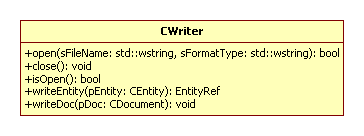 CWriter
+open(sFileName: std::wstring, sFormatType: std::wstring): bool
+close(): void
+isOpen(): bool
+writeEntity(pEntity: CEntity): EntityRef
+writeDoc(pDoc: CDocument): void